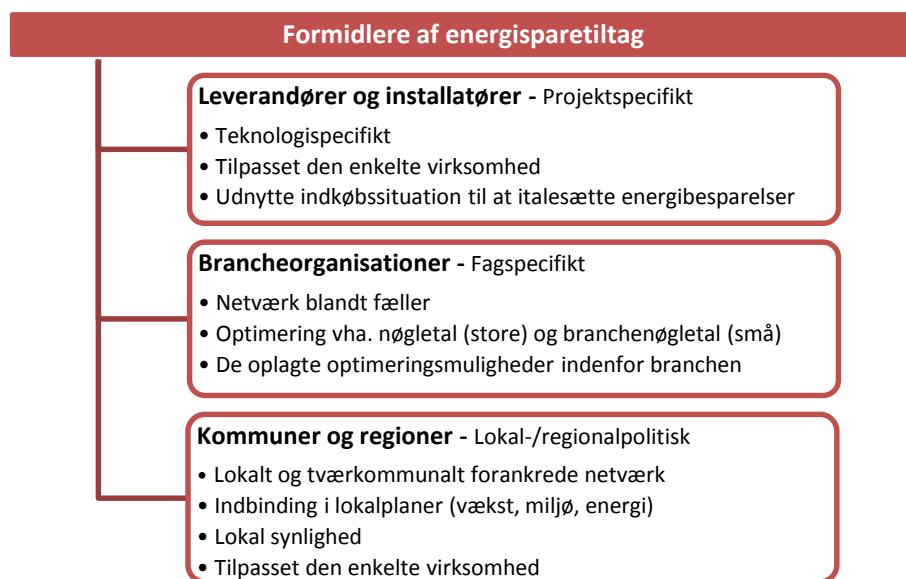 Formidlere af energisparetiltag
Leverandører og installatører - Projektspecifikt
• Teknologispecifikt
• Tilpasset den enkelte virksomhed
• Udnytte indkøbssituation til at italesætte energibesparelser
Brancheorganisationer - Fagspecifikt
• Netværk blandt fæller
• Optimering vha. nøgletal (store) og branchenøgletal (små)
• De oplagte optimeringsmuligheder indenfor branchen
Kommuner og regioner - Lokal-/regionalpolitisk
• Lokalt og tværkommunalt forankrede netværk
• Indbinding i lokalplaner (vækst, miljø, energi)
• Lokal synlighed
• Tilpasset den enkelte virksomhed